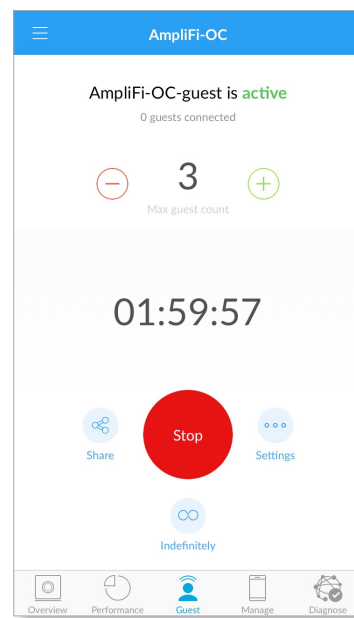 AmpliFi-OC
AmpliFi-OC-guest is active
0 guests connected
3
Max guest count
01:59:57
Stop
Share
Settings
Indefinitely
Overview Performance Guest Manage Diagnose